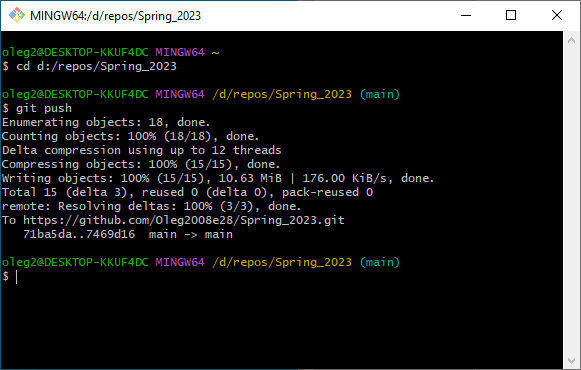 MINGW64:/d/repos/Spring_2023
oleg2@DESKTOP-KKUF4DC MINGW64 ~
$ cd d:/repos/Spring_2023
oleg2@DESKTOP-KKUF4DC MINGW64 /d/repos/Spring_2023 (main)
$ git push
Enumerating objects: 18, done.
Counting objects: 100% (18/18), done.
Delta compression using up to 12 threads
Compressing objects: 100% (15/15), done.
Writing objects: 100% (15/15), 10.63 MiB | 176.00 KiB/s, done.
Total 15 (delta 3), reused 0 (delta 0), pack-reused 0
remote: Resolving deltas: 100% (3/3), done.
To https://github.com/Oleg2008e28/Spring_2023.git
   71ba5da..7469d16  main -> main
oleg2@DESKTOP-KKUF4DC MINGW64 /d/repos/Spring_2023 (main)
$